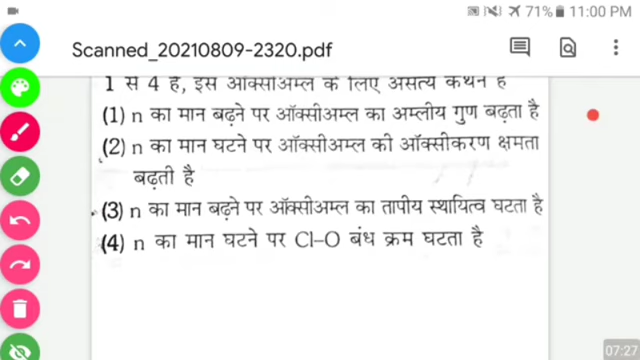 71% 11:00 PM
Scanned_20210809-2320.pdf
1 से 4 है, इस ऑक्सीअम्ल के लिए असत्य कथन है
(1) n का मान बढ़ने पर ऑक्सीअम्ल का अम्लीय गुण बढ़ता है
(2) n का मान घटने पर ऑक्सीअम्ल की ऑक्सीकरण क्षमता
बढ़ती है
(3) n का मान बढ़ने पर ऑक्सीअम्ल का तापीय स्थायित्व घटता है
(4) n का मान घटने पर Cl–O बंध क्रम घटता है
07:27